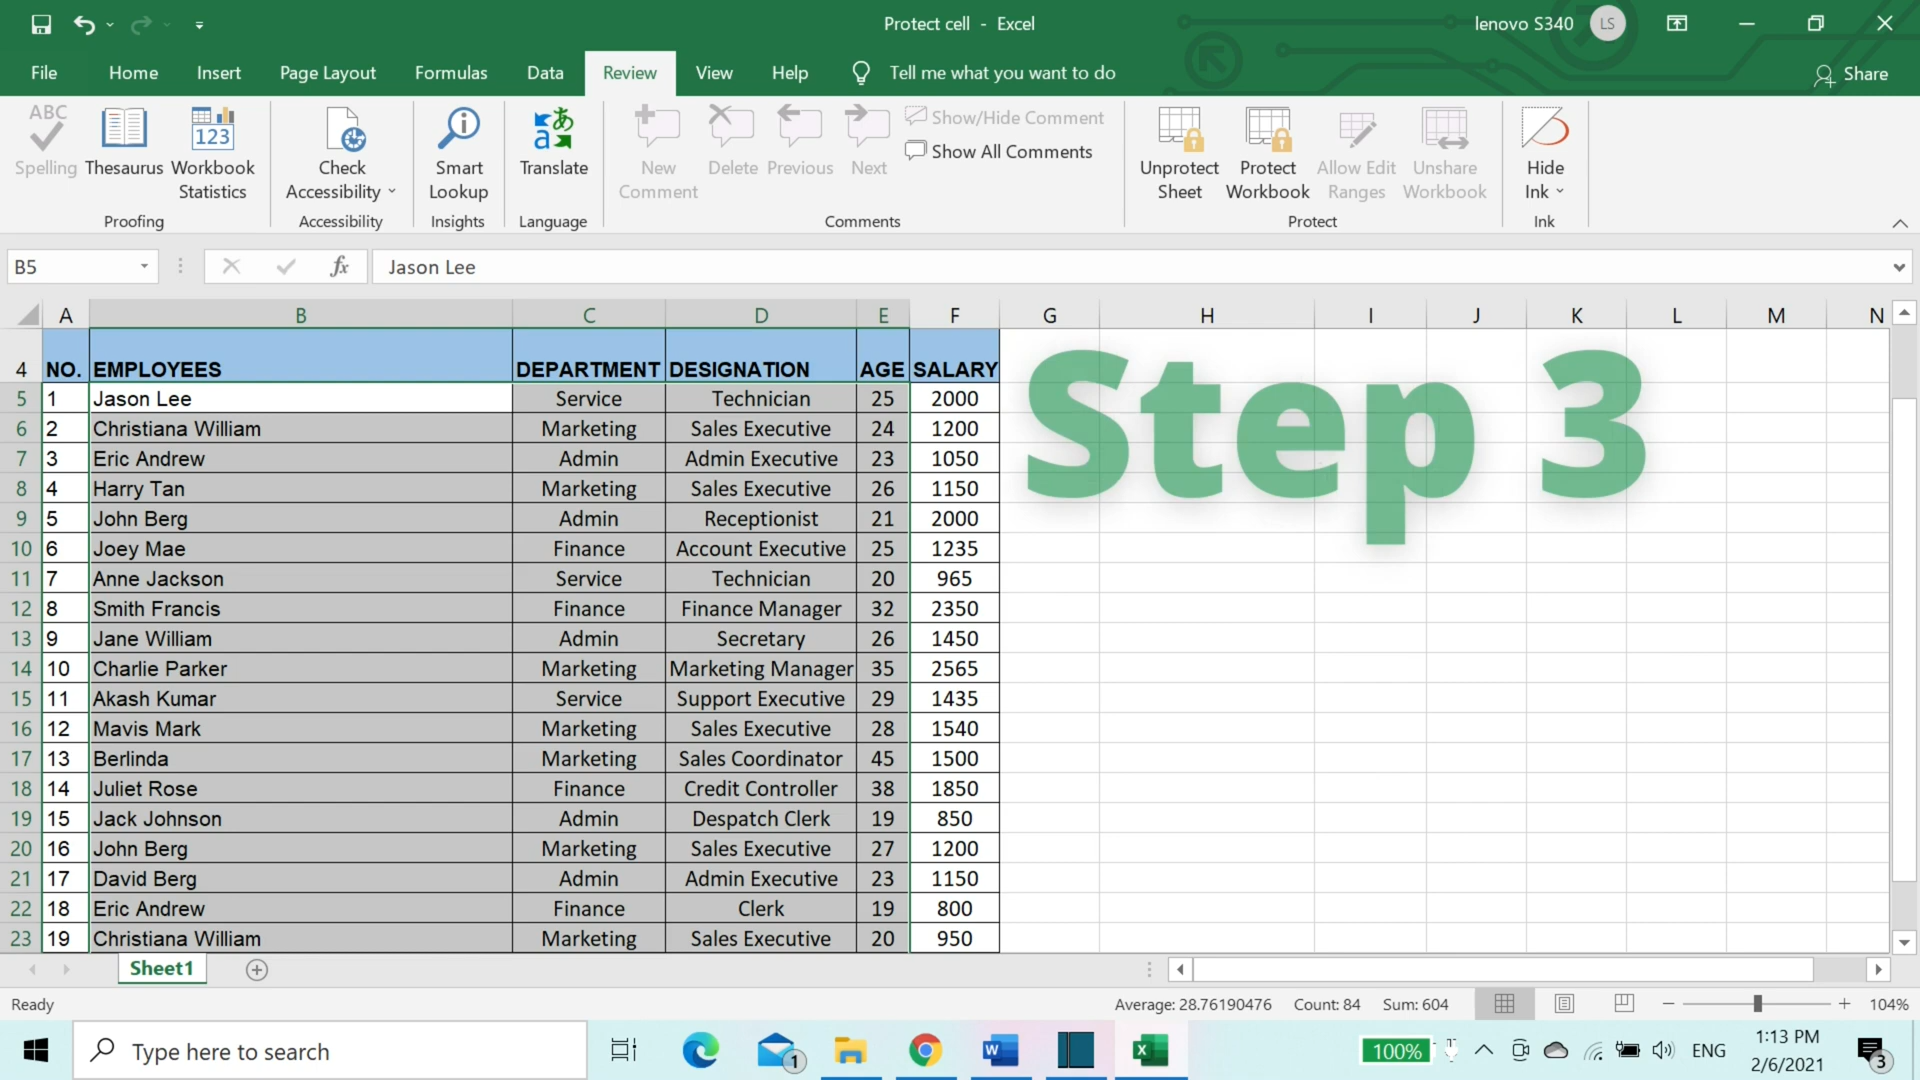 Protect cell - Excel
lenovo S340 LS
File Home Insert Page Layout Formulas Data Review View Help Tell me what you want to do Share
ABC
123
Spelling Thesaurus Workbook Statistics
Check Accessibility
Smart Lookup
Translate
New Comment
Delete Previous Next
Show/Hide Comment
Show All Comments
Unprotect Sheet
Protect Workbook
Allow Edit Ranges
Unshare Workbook
Hide Ink
Proofing Accessibility Insights Language Comments Protect Ink
B5 fx Jason Lee
A B C D E F G H I J K L M N
4 NO. EMPLOYEES DEPARTMENT DESIGNATION AGE SALARY
Step 3
5 1 Jason Lee Service Technician 25 2000
6 2 Christiana William Marketing Sales Executive 24 1200
7 3 Eric Andrew Admin Admin Executive 23 1050
8 4 Harry Tan Marketing Sales Executive 26 1150
9 5 John Berg Admin Receptionist 21 2000
10 6 Joey Mae Finance Account Executive 25 1235
11 7 Anne Jackson Service Technician 20 965
12 8 Smith Francis Finance Finance Manager 32 2350
13 9 Jane William Admin Secretary 26 1450
14 10 Charlie Parker Marketing Marketing Manager 35 2565
15 11 Akash Kumar Service Support Executive 29 1435
16 12 Mavis Mark Marketing Sales Executive 28 1540
17 13 Berlinda Marketing Sales Coordinator 45 1500
18 14 Juliet Rose Finance Credit Controller 38 1850
19 15 Jack Johnson Admin Despatch Clerk 19 850
20 16 John Berg Marketing Sales Executive 27 1200
21 17 David Berg Admin Admin Executive 23 1150
22 18 Eric Andrew Finance Clerk 19 800
23 19 Christiana William Marketing Sales Executive 20 950
Sheet1
Ready Average: 28.76190476 Count: 84 Sum: 604 104%
Type here to search 1 100% ENG 1:13 PM
2/6/2021 3